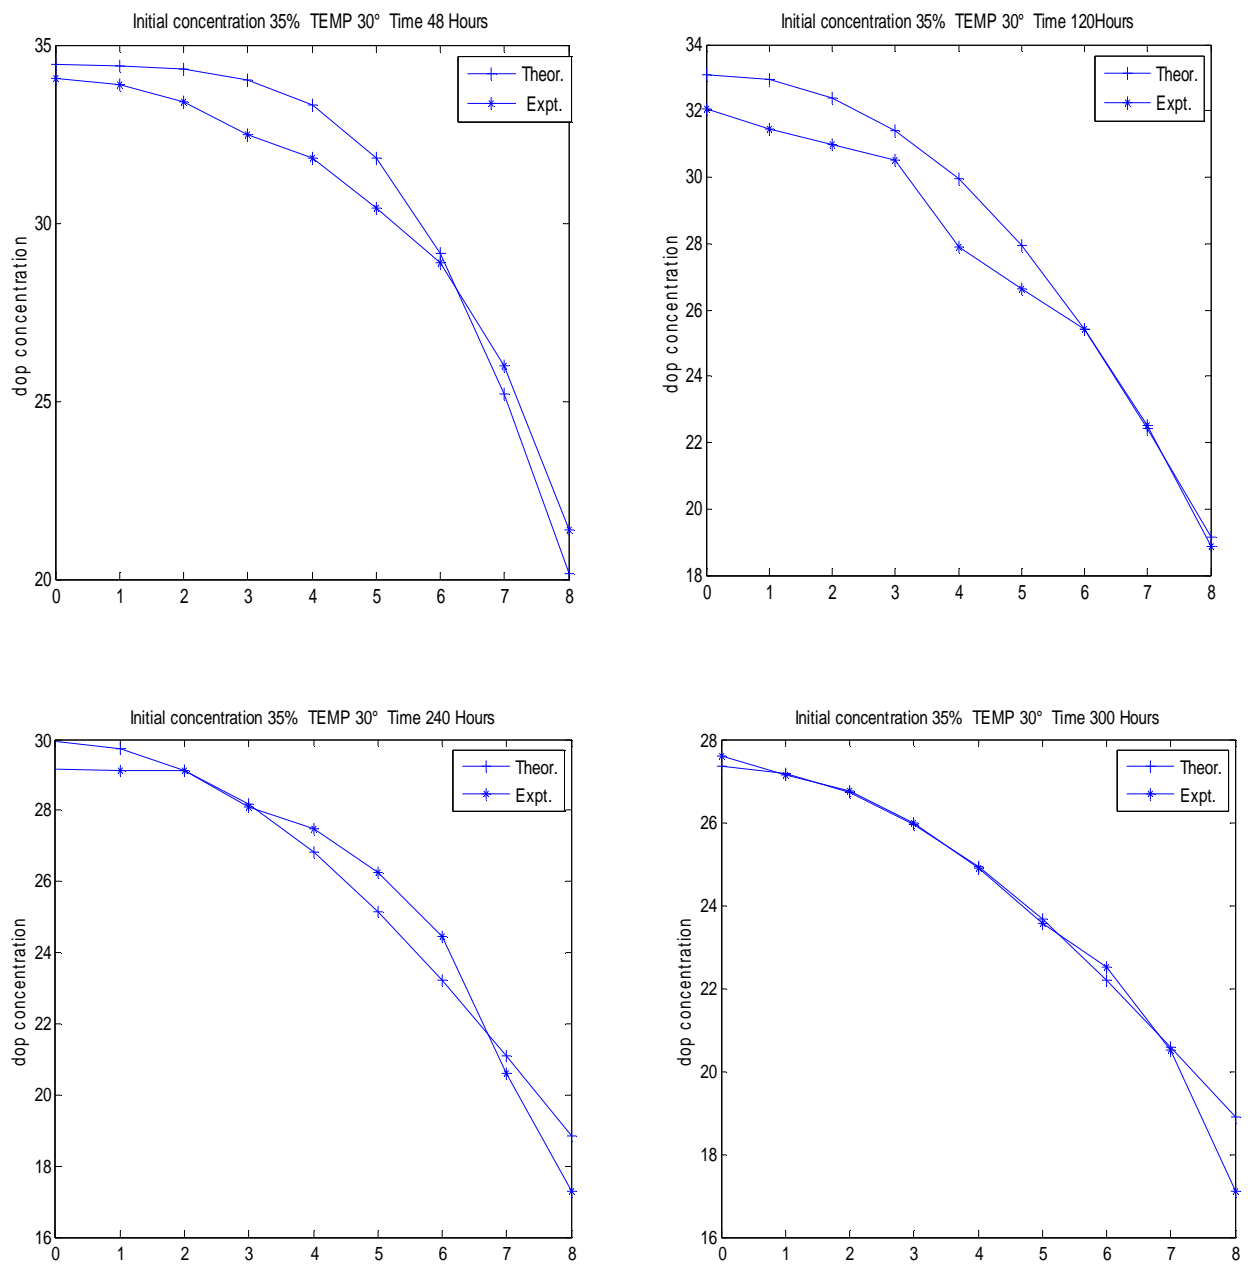 Initial concentration 35% TEMP 30° Time 48 Hours
35
30
25
20
dop concentration
Theor.
Expt.
0 1 2 3 4 5 6 7 8
Initial concentration 35% TEMP 30° Time 120Hours
34
32
30
28
26
24
22
20
18
dop concentration
Theor.
Expt.
0 1 2 3 4 5 6 7 8
Initial concentration 35% TEMP 30° Time 240 Hours
30
28
26
24
22
20
18
16
dop concentration
Theor.
Expt.
0 1 2 3 4 5 6 7 8
Initial concentration 35% TEMP 30° Time 300 Hours
28
26
24
22
20
18
16
dop concentration
Theor.
Expt.
0 1 2 3 4 5 6 7 8